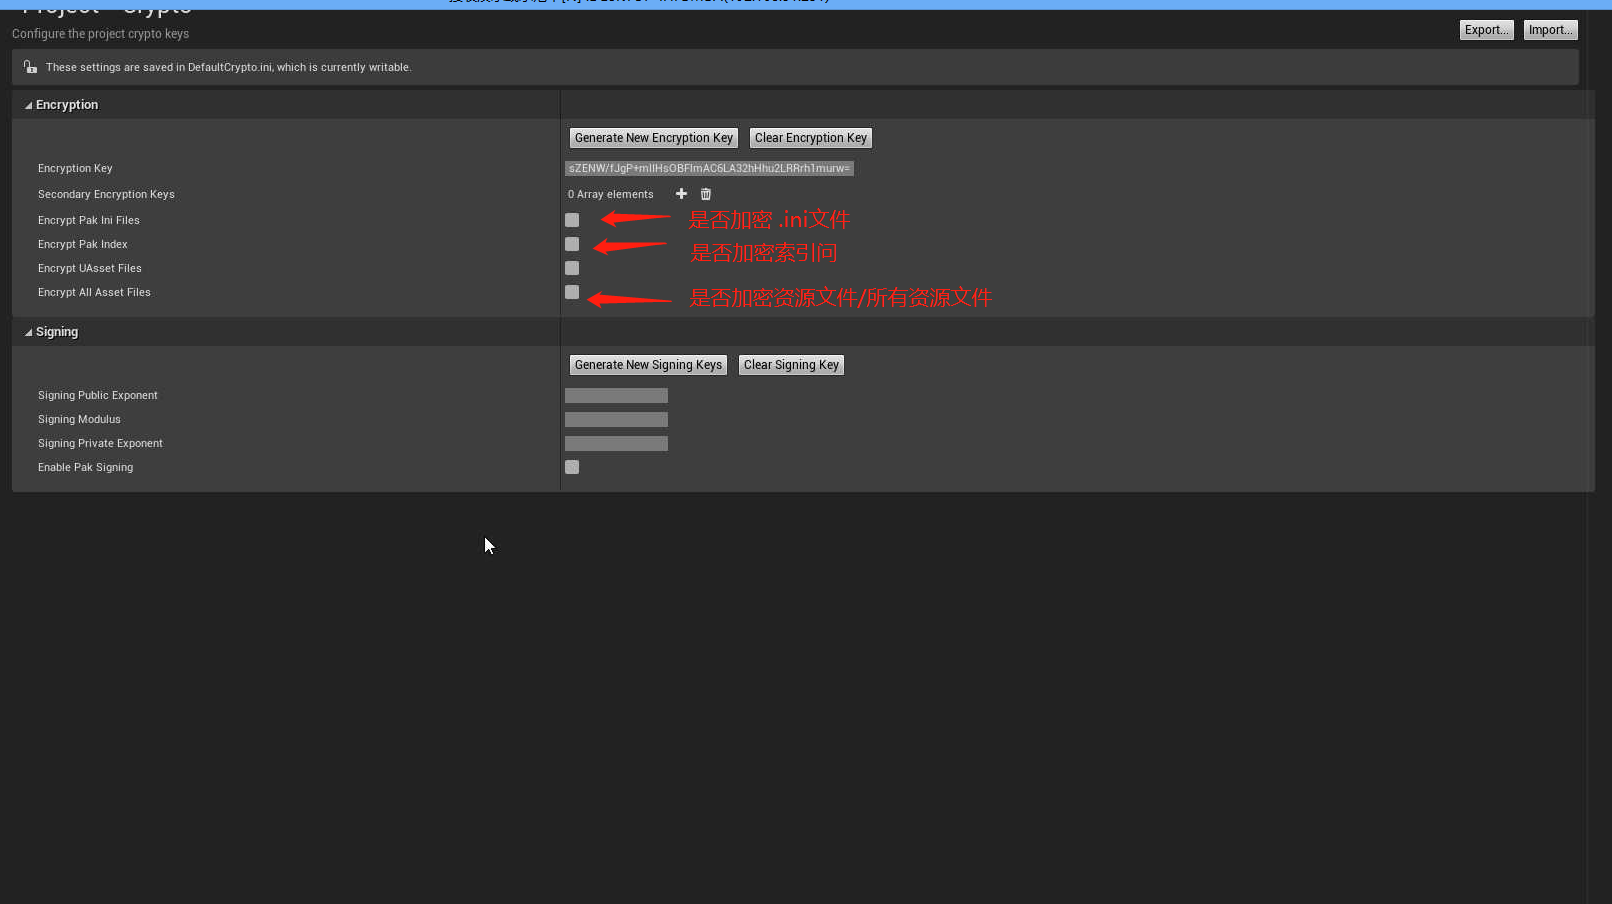 Project - Crypto
Configure the project crypto keys
Export...
Import...
These settings are saved in DefaultCrypto.ini, which is currently writable.
Encryption
Generate New Encryption Key
Clear Encryption Key
Encryption Key
Secondary Encryption Keys
0 Array elements
Encrypt Pak Ini Files
是否加密 .ini文件
Encrypt Pak Index
是否加密索引问
Encrypt UAsset Files
Encrypt All Asset Files
是否加密资源文件/所有资源文件
Signing
Generate New Signing Keys
Clear Signing Key
Signing Public Exponent
Signing Modulus
Signing Private Exponent
Enable Pak Signing